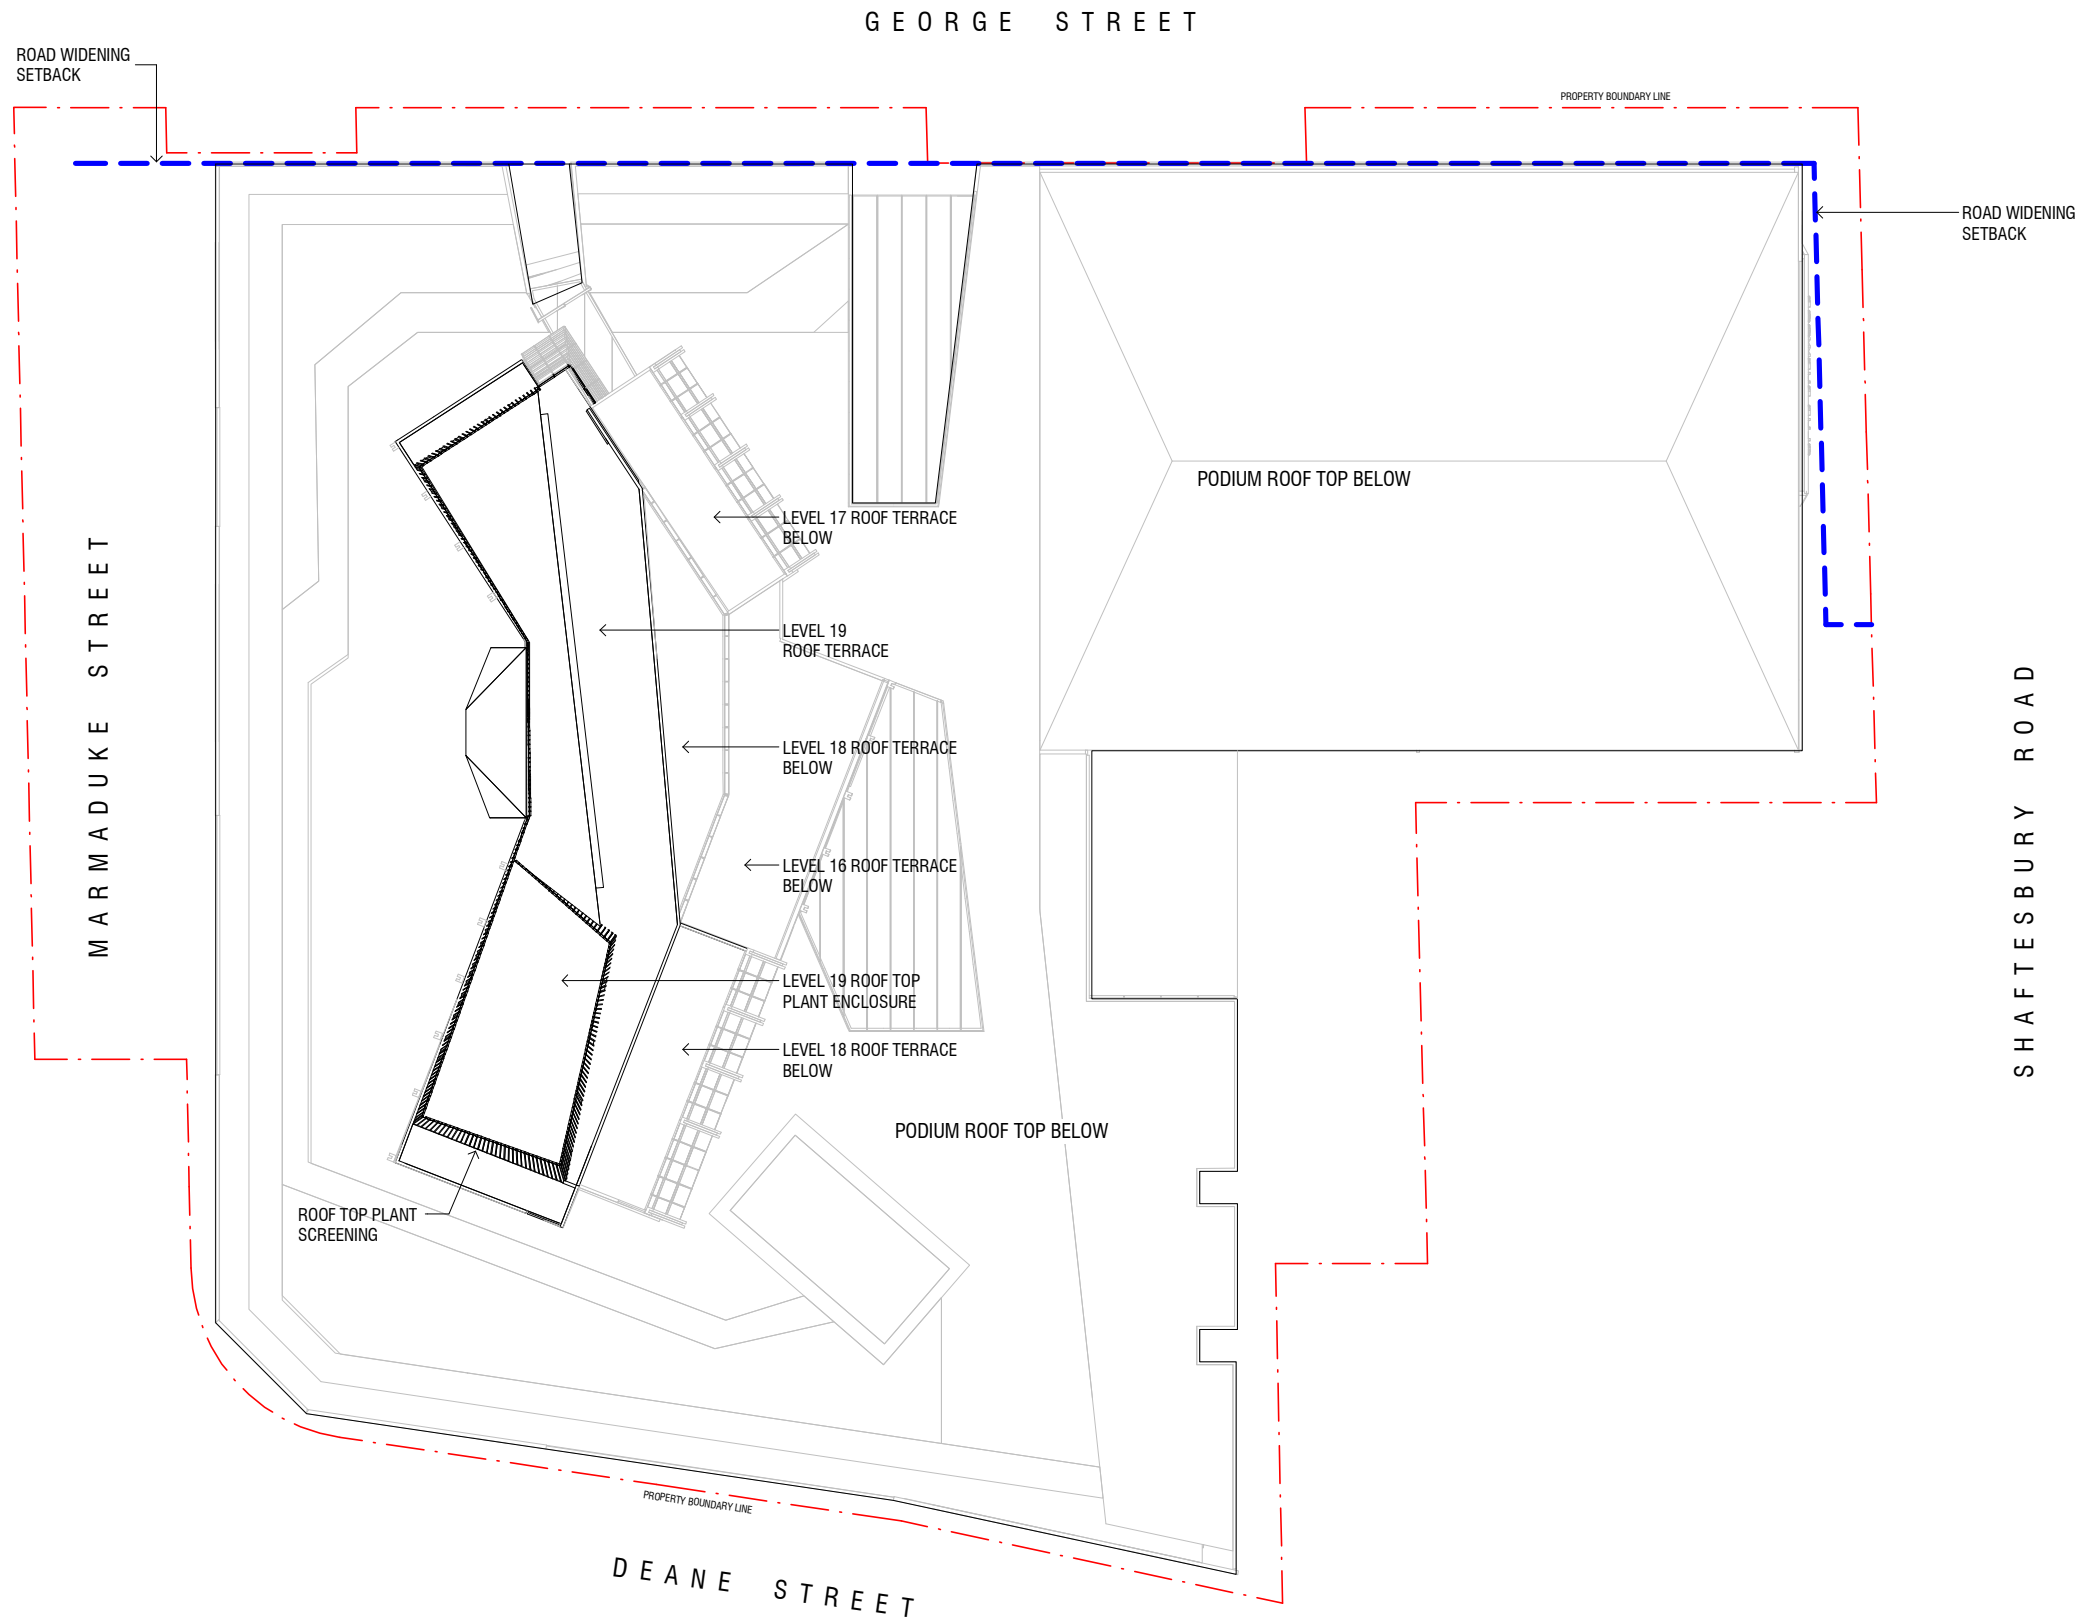 GEORGE STREET
ROAD WIDENING
SETBACK
PROPERTY BOUNDARY LINE
ROAD WIDENING
SETBACK
PODIUM ROOF TOP BELOW
LEVEL 17 ROOF TERRACE
BELOW
MARMADUKE STREET
LEVEL 19
ROOF TERRACE
SHAFTESBURY ROAD
LEVEL 18 ROOF TERRACE
BELOW
LEVEL 16 ROOF TERRACE
BELOW
LEVEL 19 ROOF TOP
PLANT ENCLOSURE
LEVEL 18 ROOF TERRACE
BELOW
PODIUM ROOF TOP BELOW
ROOF TOP PLANT
SCREENING
PROPERTY BOUNDARY LINE
DEANE STREET